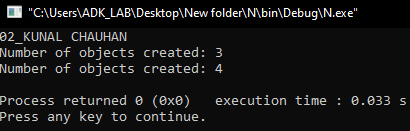 "C:\Users\ADK_LAB\Desktop\New folder\N\bin\Debug\N.exe"
02_KUNAL CHAUHAN
Number of objects created: 3
Number of objects created: 4
Process returned 0 (0x0)   execution time : 0.033 s
Press any key to continue.